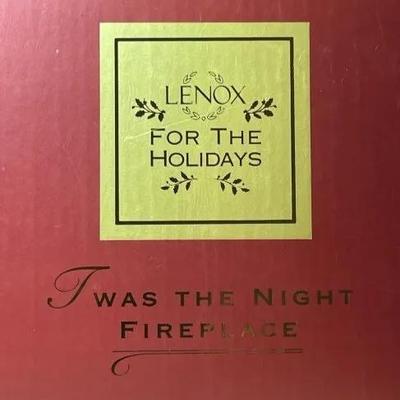 LENOX
FOR THE
HOLIDAYS
TWAS THE NIGHT
FIREPLACE